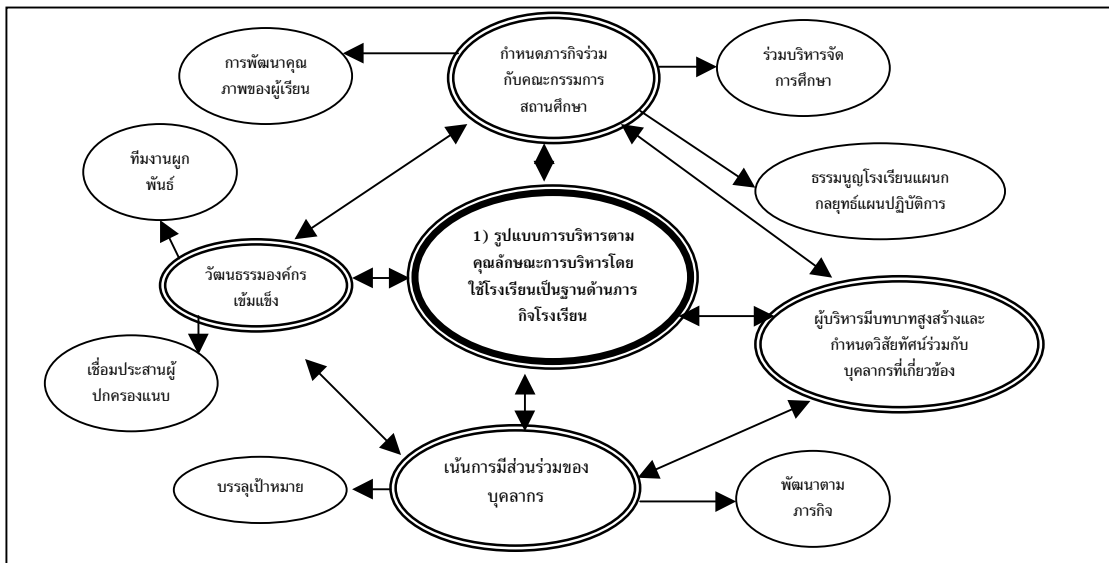 กำหนดภารกิจร่วม
กับคณะกรรมการ
สถานศึกษา
การพัฒนาคุณ
ภาพของผู้เรียน
ร่วมบริหารจัด
การศึกษา
ทีมงานผูก
พันธ์
ธรรมนูญโรงเรียนแผนก
กลยุทธ์แผนปฏิบัติการ
1) รูปแบบการบริหารตาม
คุณลักษณะการบริหารโดย
ใช้โรงเรียนเป็นฐานด้านภาร
กิจโรงเรียน
วัฒนธรรมองค์กร
เข้มแข็ง
ผู้บริหารมีบทบาทสูงสร้างและ
กำหนดวิสัยทัศน์ร่วมกับ
บุคลากรที่เกี่ยวข้อง
เชื่อมประสานผู้
ปกครองแนบ
เน้นการมีส่วนร่วมของ
บุคลากร
บรรลุเป้าหมาย
พัฒนาตาม
ภารกิจ